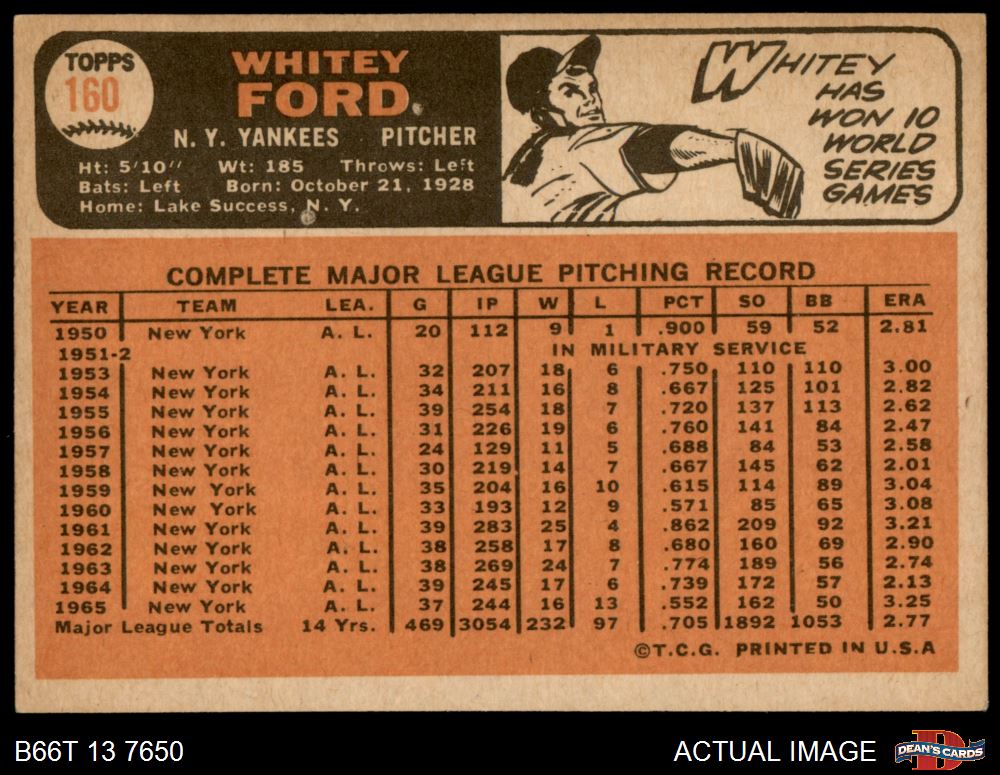 TOPPS
160
WHITEY
FORD
N. Y. YANKEES PITCHER
Ht: 5'10" Wt: 185 Throws: Left
Bats: Left Born: October 21, 1928
Home: Lake Success, N. Y.
WHITEY
HAS
WON 10
WORLD
SERIES
GAMES
COMPLETE MAJOR LEAGUE PITCHING RECORD
YEAR TEAM LEA. G IP W L PCT SO BB ERA
1950 New York A. L. 20 112 9 1 .900 59 52 2.81
1951-2 IN MILITARY SERVICE
1953 New York A. L. 32 207 18 6 .750 110 110 3.00
1954 New York A. L. 34 211 16 8 .667 125 101 2.82
1955 New York A. L. 39 254 18 7 .720 137 113 2.62
1956 New York A. L. 31 226 19 6 .760 141 84 2.47
1957 New York A. L. 24 129 11 5 .688 84 53 2.58
1958 New York A. L. 30 219 14 7 .667 145 62 2.01
1959 New York A. L. 35 204 16 10 .615 114 89 3.04
1960 New York A. L. 33 193 12 9 .571 85 65 3.08
1961 New York A. L. 39 283 25 4 .862 209 92 3.21
1962 New York A. L. 38 258 17 8 .680 160 69 2.90
1963 New York A. L. 38 269 24 7 .774 189 56 2.74
1964 New York A. L. 39 245 17 6 .739 172 57 2.13
1965 New York A. L. 37 244 16 13 .552 162 50 3.25
Major League Totals 14 Yrs. 469 3054 232 97 .705 1892 1053 2.77
©T.C.G. PRINTED IN U.S.A
B66T 13 7650
ACTUAL IMAGE
DEAN'S CARDS